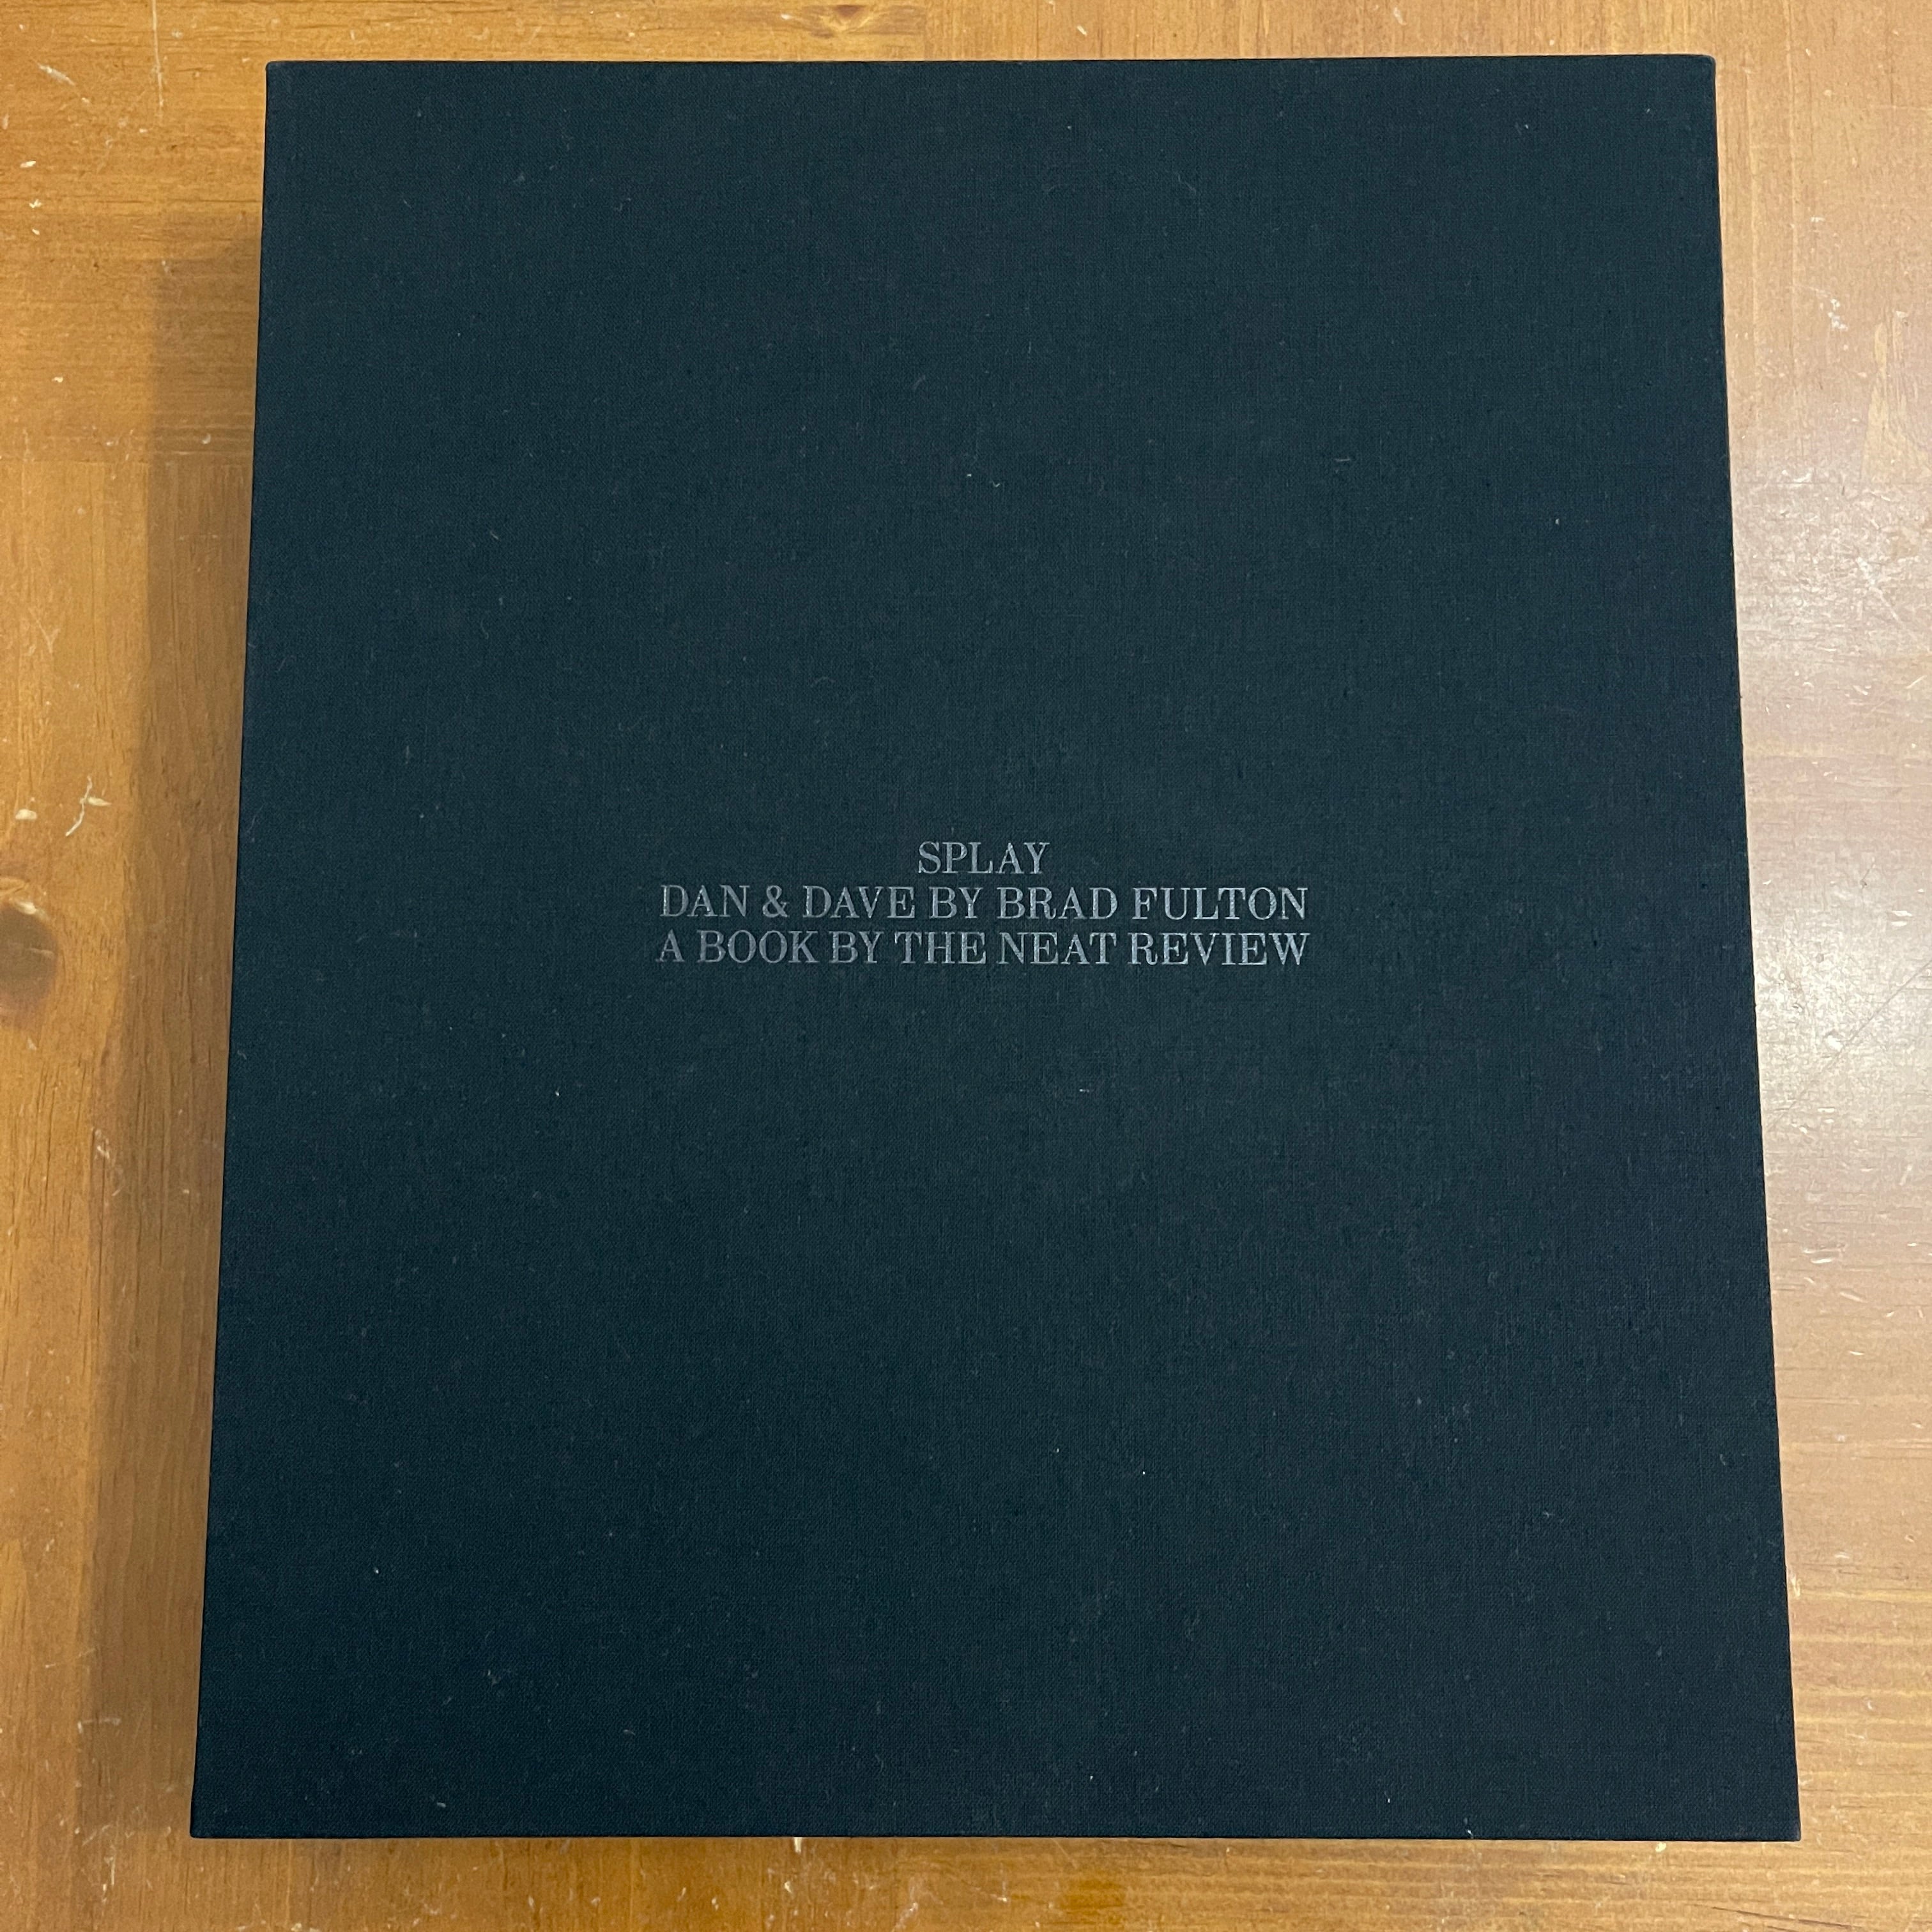 SPLAY
DAN & DAVE BY BRAD FULTON
A BOOK BY THE NEAT REVIEW